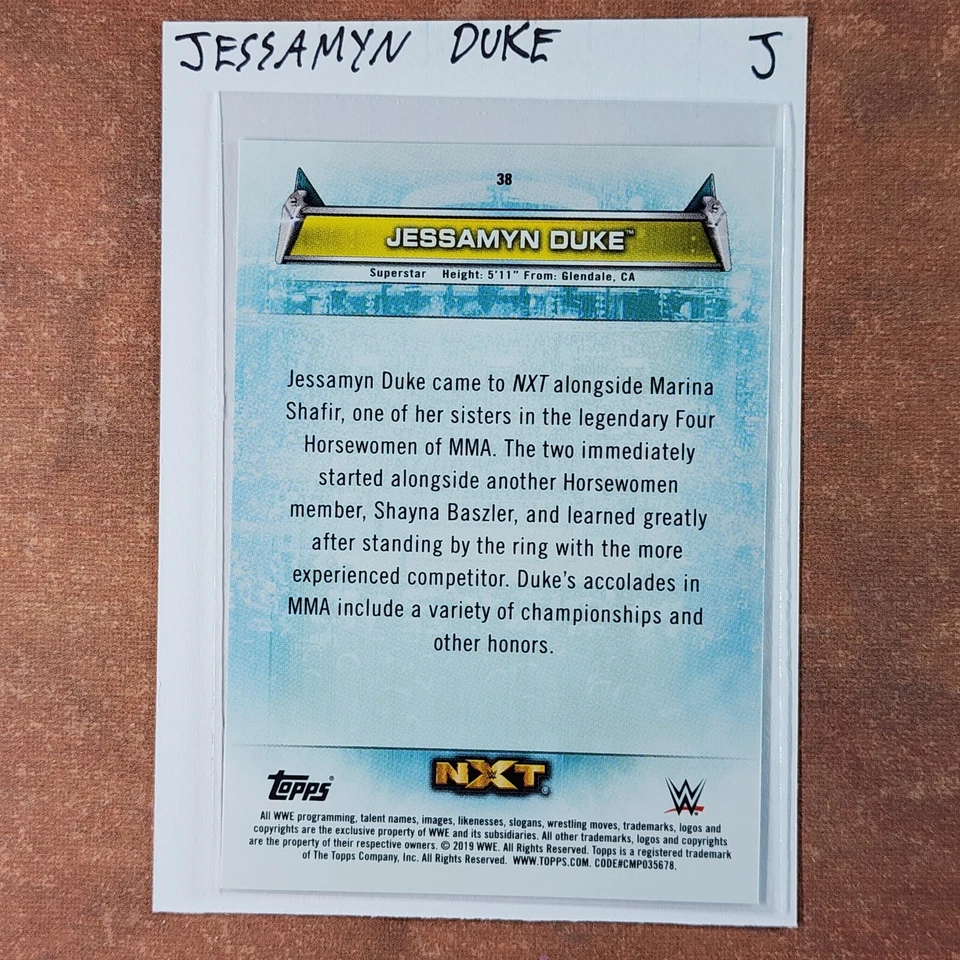 JESSAMYN DUKE J
38
JESSAMYN DUKE™
Superstar Height: 5'11" From: Glendale, CA
Jessamyn Duke came to NXT alongside Marina
Shafir, one of her sisters in the legendary Four
Horsewomen of MMA. The two immediately
started alongside another Horsewomen
member, Shayna Baszler, and learned greatly
after standing by the ring with the more
experienced competitor. Duke's accolades in
MMA include a variety of championships and
other honors.
topps® NXT® W
All WWE programming, talent names, images, likenesses, slogans, wrestling moves, trademarks, logos and
copyrights are the exclusive property of WWE and its subsidiaries. All other trademarks, logos and copyrights
are the property of their respective owners. © 2019 WWE. All Rights Reserved. Topps is a registered trademark
of The Topps Company, Inc. All Rights Reserved. WWW.TOPPS.COM. CODE#CMP035678.